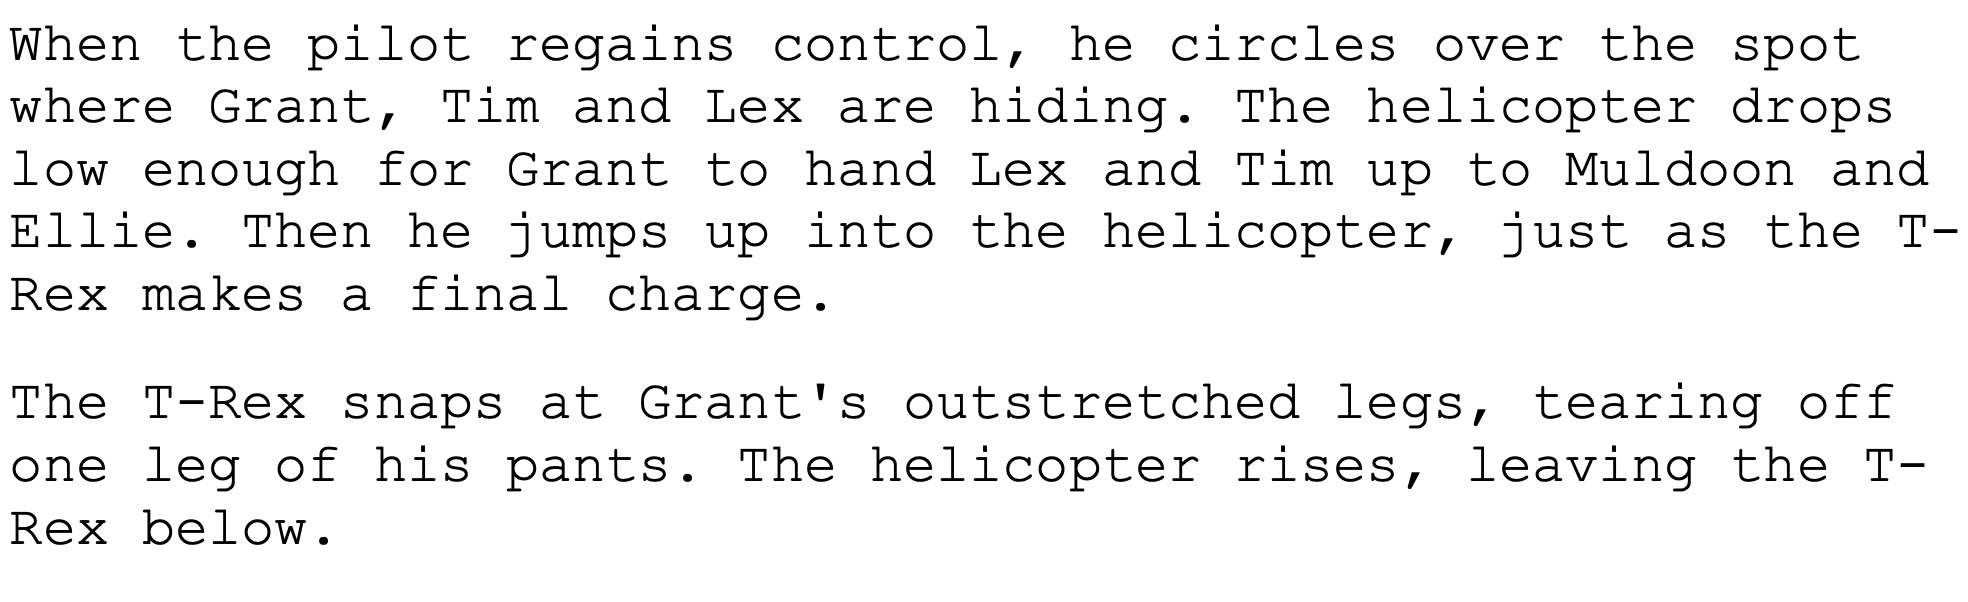 When the pilot regains control, he circles over the spot
where Grant, Tim and Lex are hiding. The helicopter drops
low enough for Grant to hand Lex and Tim up to Muldoon and
Ellie. Then he jumps up into the helicopter, just as the T-
Rex makes a final charge.
The T-Rex snaps at Grant's outstretched legs, tearing off
one leg of his pants. The helicopter rises, leaving the T-
Rex below.